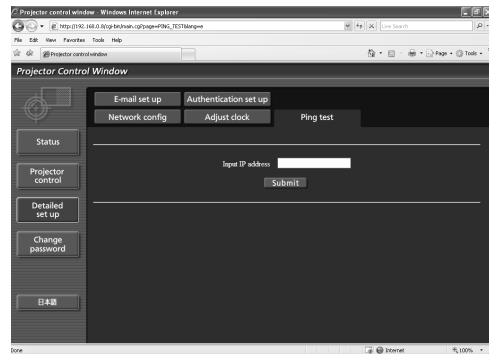 Projector control window - Windows Internet Explorer
http://192.168.0.8/cgi-bin/main.cgi?page=PING_TEST&lang=e
Live Search
File Edit View Favorites Tools Help
Projector control window
Page Tools
Projector Control Window
E-mail set up Authentication set up
Network config Adjust clock Ping test
Status
Input IP address
Submit
Projector
control
Detailed
set up
Change
password
日本語
Done Internet 100%